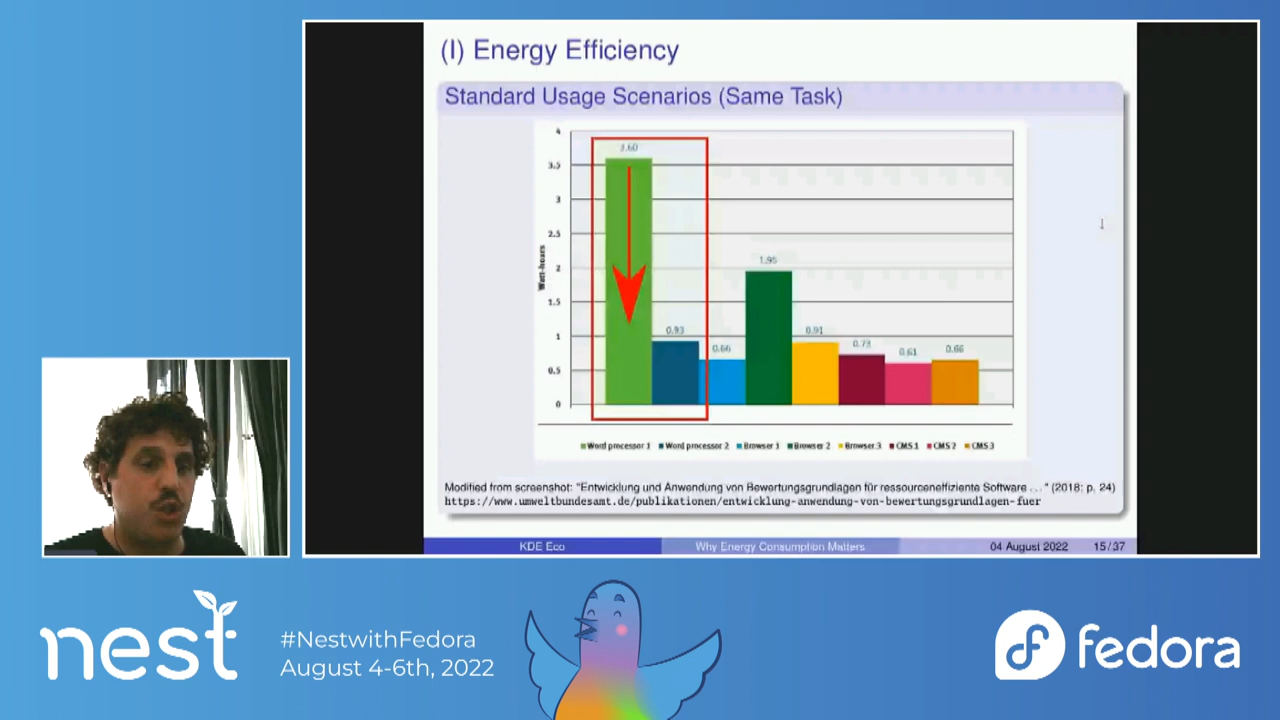 (I) Energy Efficiency
Standard Usage Scenarios (Same Task)
4
3.5
3
2.5
2
1.5
1
0.5
0
Watt-hours
3.60
0.93
0.66
1.95
0.91
0.73
0.61
0.66
Word processor 1 Word processor 2 Browser 1 Browser 2 Browser 3 CMS 1 CMS 2 CMS 3
Modified from screenshot: "Entwicklung und Anwendung von Bewertungsgrundlagen für ressourceneffiziente Software ... " (2018: p. 24)
https://www.umweltbundesamt.de/publikationen/entwicklung-anwendung-von-bewertungsgrundlagen-fuer
KDE Eco Why Energy Consumption Matters 04 August 2022 15/37
nest
#NestwithFedora
August 4-6th, 2022
fedora